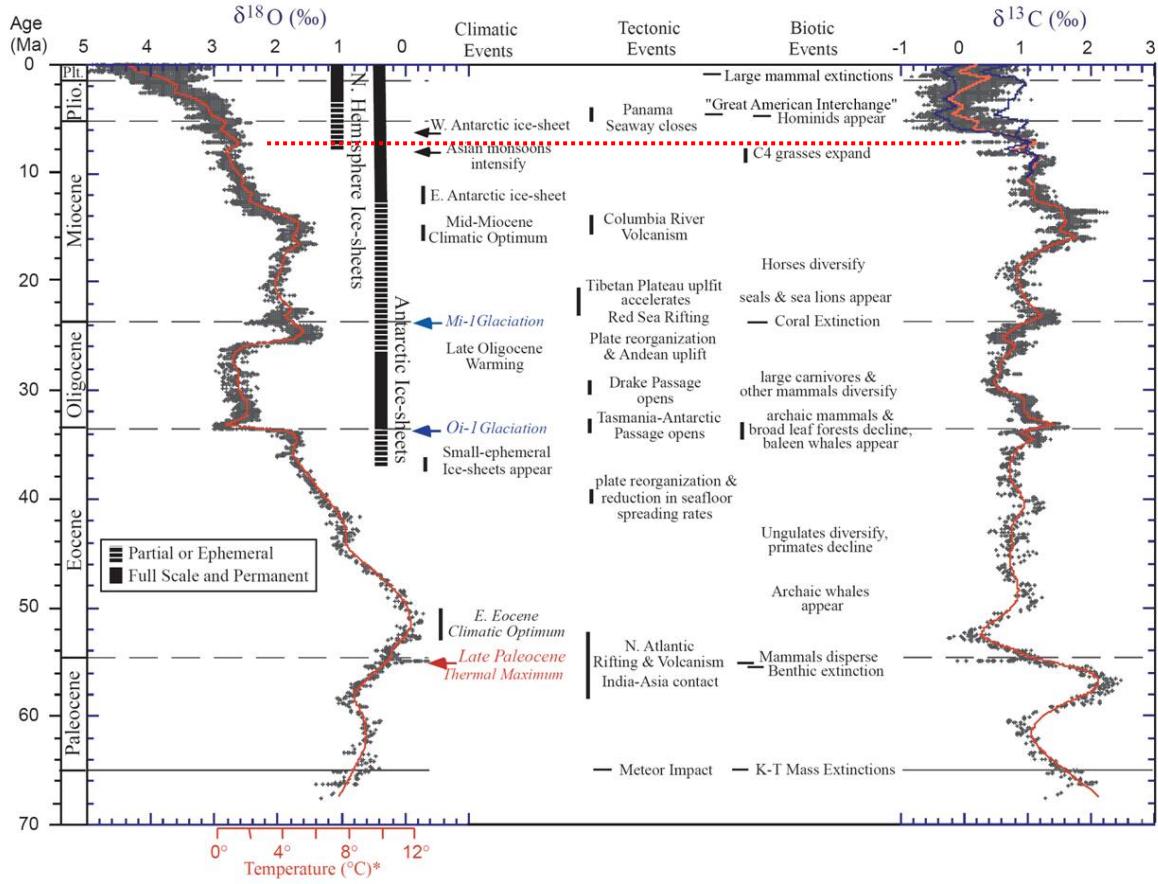 Age
(Ma)
δ18O (‰)
5 4 3 2 1 0
Climatic
Events
Tectonic
Events
Biotic
Events
δ13C (‰)
-1 0 1 2 3
0
10
20
30
40
50
60
70
Plt.
Plio.
Miocene
Oligocene
Eocene
Paleocene
N. Hemisphere Ice-sheets
Antarctic Ice-sheets
W. Antarctic ice-sheet
Asian monsoons
intensify
E. Antarctic ice-sheet
Mid-Miocene
Climatic Optimum
Mi-1Glaciation
Late Oligocene
Warming
Oi-1 Glaciation
Small-ephemeral
Ice-sheets appear
E. Eocene
Climatic Optimum
Late Paleocene
Thermal Maximum
Panama
Seaway closes
Columbia River
Volcanism
Tibetan Plateau uplfit
accelerates
Red Sea Rifting
Plate reorganization
& Andean uplift
Drake Passage
opens
Tasmania-Antarctic
Passage opens
plate reorganization &
reduction in seafloor
spreading rates
N. Atlantic
Rifting & Volcanism
India-Asia contact
Meteor Impact
Large mammal extinctions
"Great American Interchange"
Hominids appear
C4 grasses expand
Horses diversify
seals & sea lions appear
Coral Extinction
large carnivores &
other mammals diversify
archaic mammals &
broad leaf forests decline,
baleen whales appear
Ungulates diversify,
primates decline
Archaic whales
appear
Mammals disperse
Benthic extinction
K-T Mass Extinctions
Partial or Ephemeral
Full Scale and Permanent
0° 4° 8° 12°
Temperature (°C)*